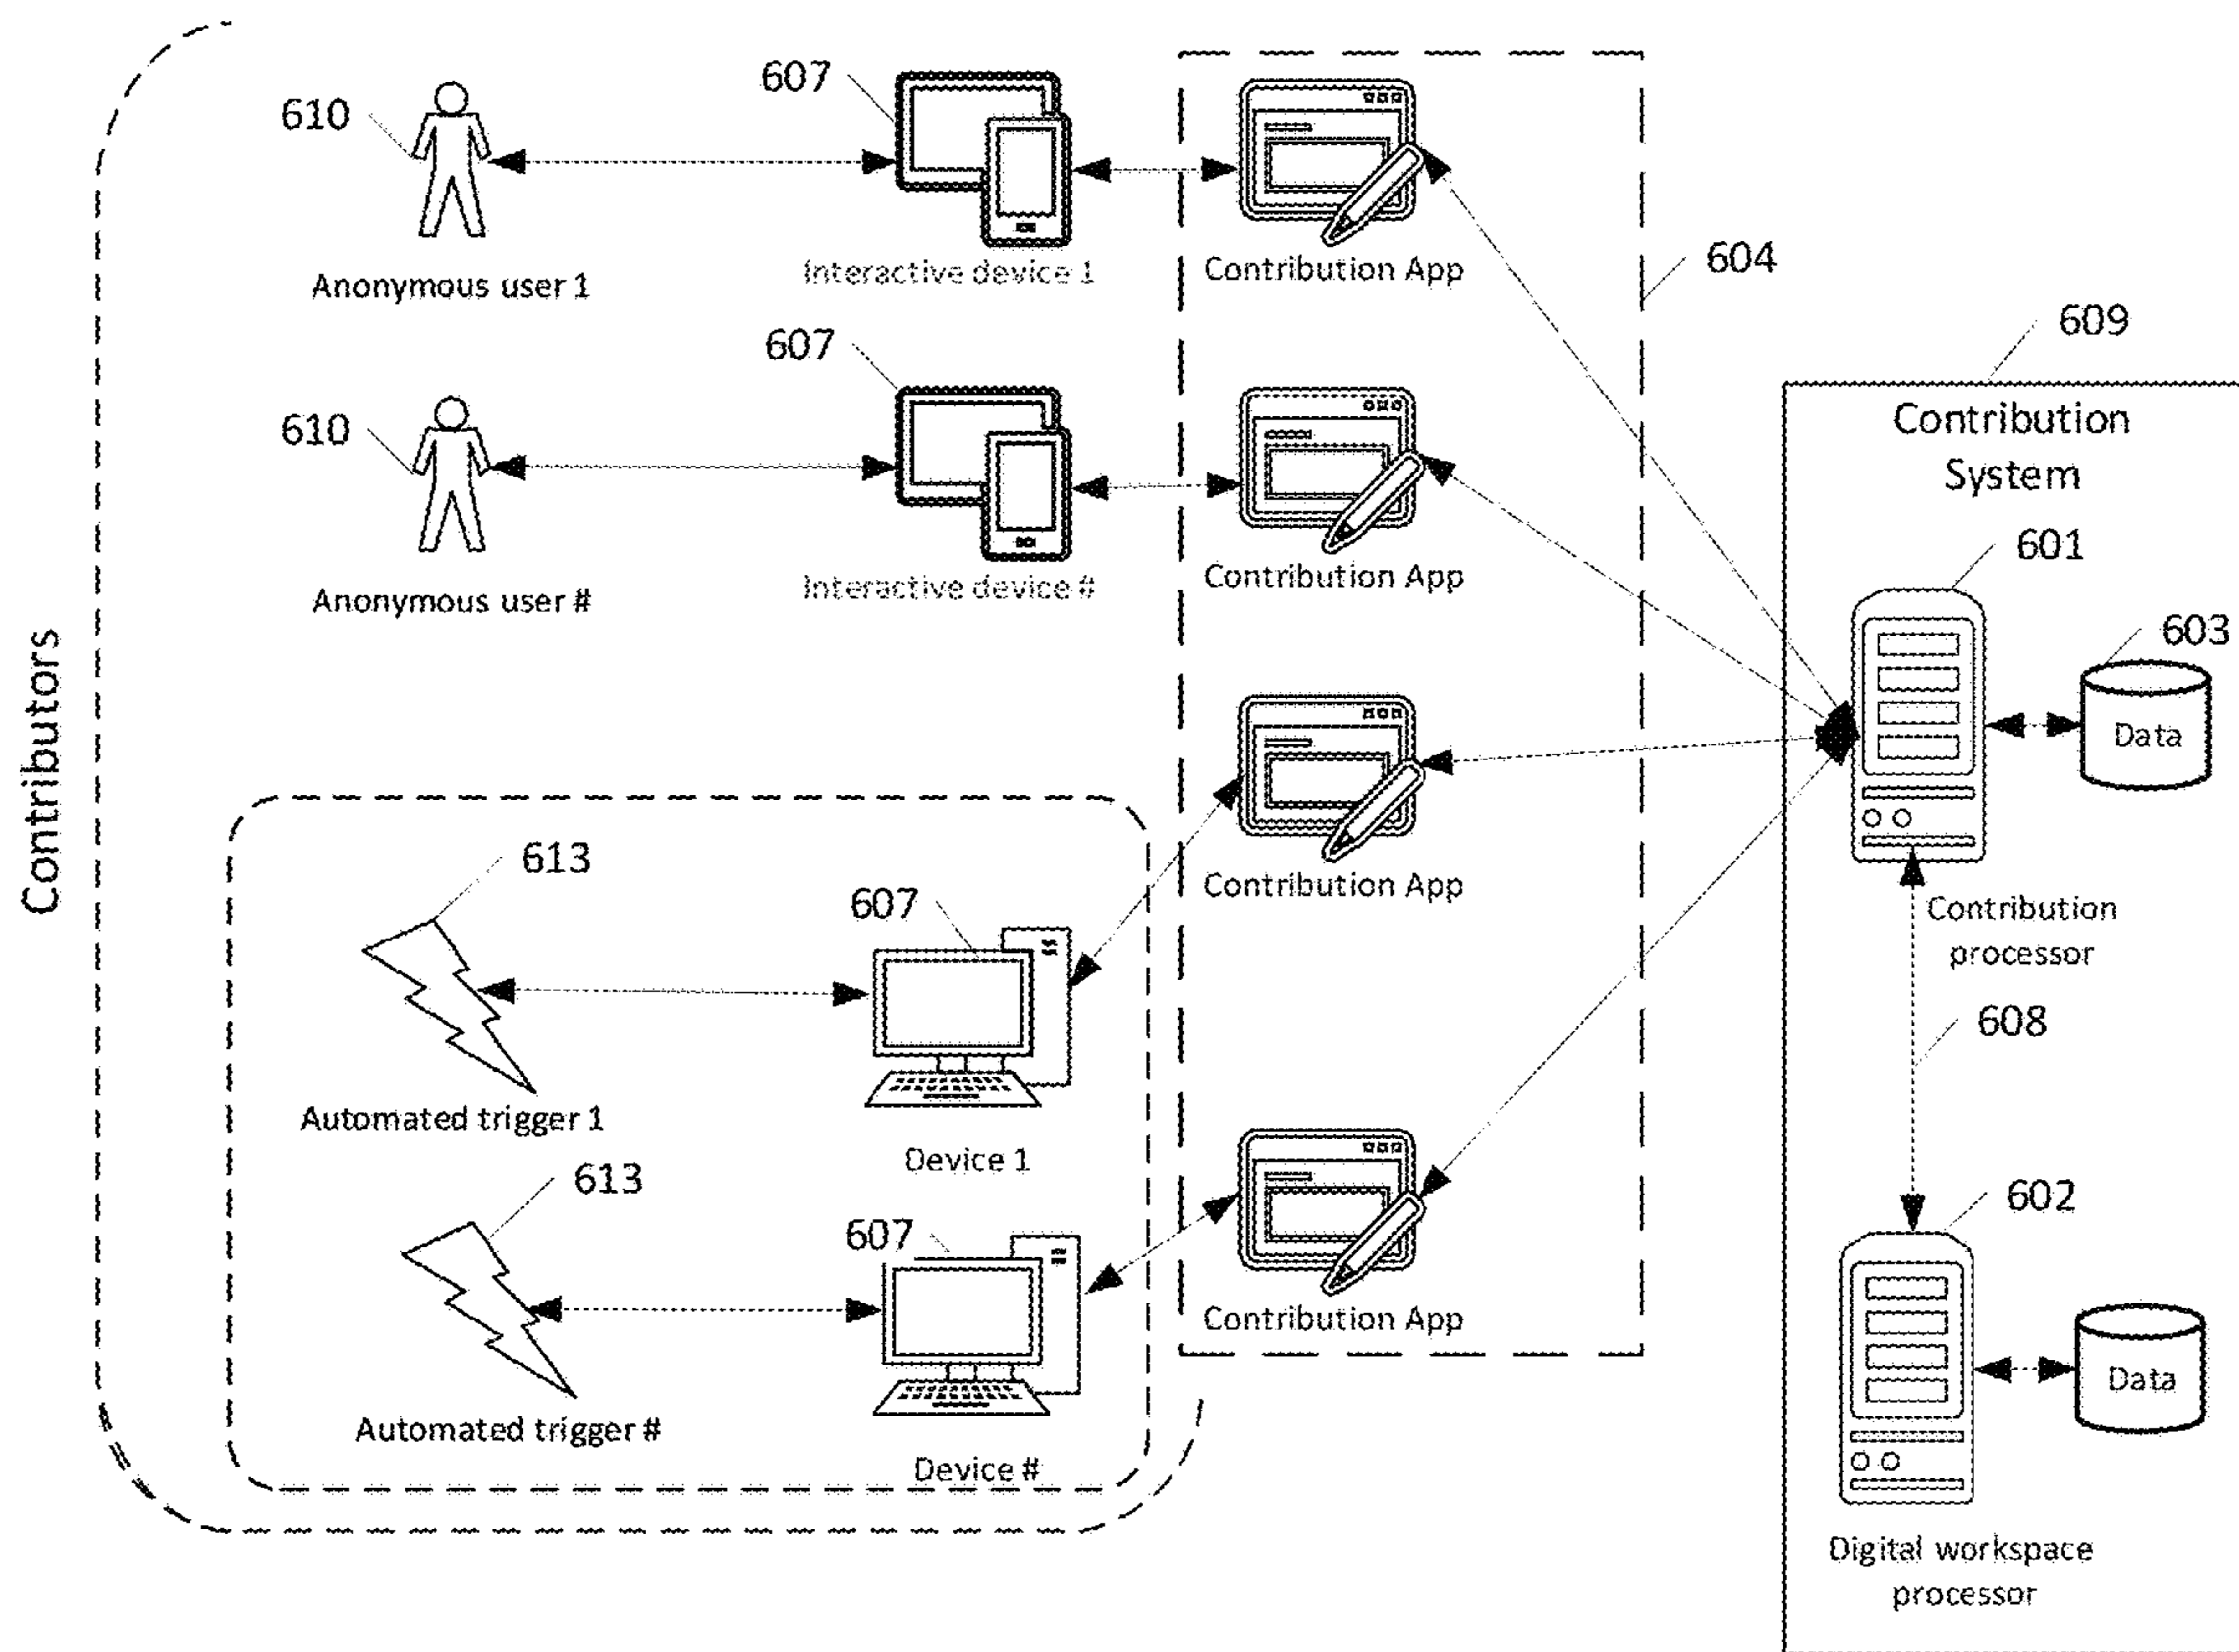 607
610
Anonymous user 1
Interactive device 1
Contribution App
604
609
607
610
Anonymous user #
Interactive device #
Contribution App
Contribution
System
601
603
Data
Contributors
613
607
Contribution App
Contribution
processor
608
Automated trigger 1
Device 1
613
607
602
Contribution App
Data
Automated trigger #
Device #
Digital workspace
processor